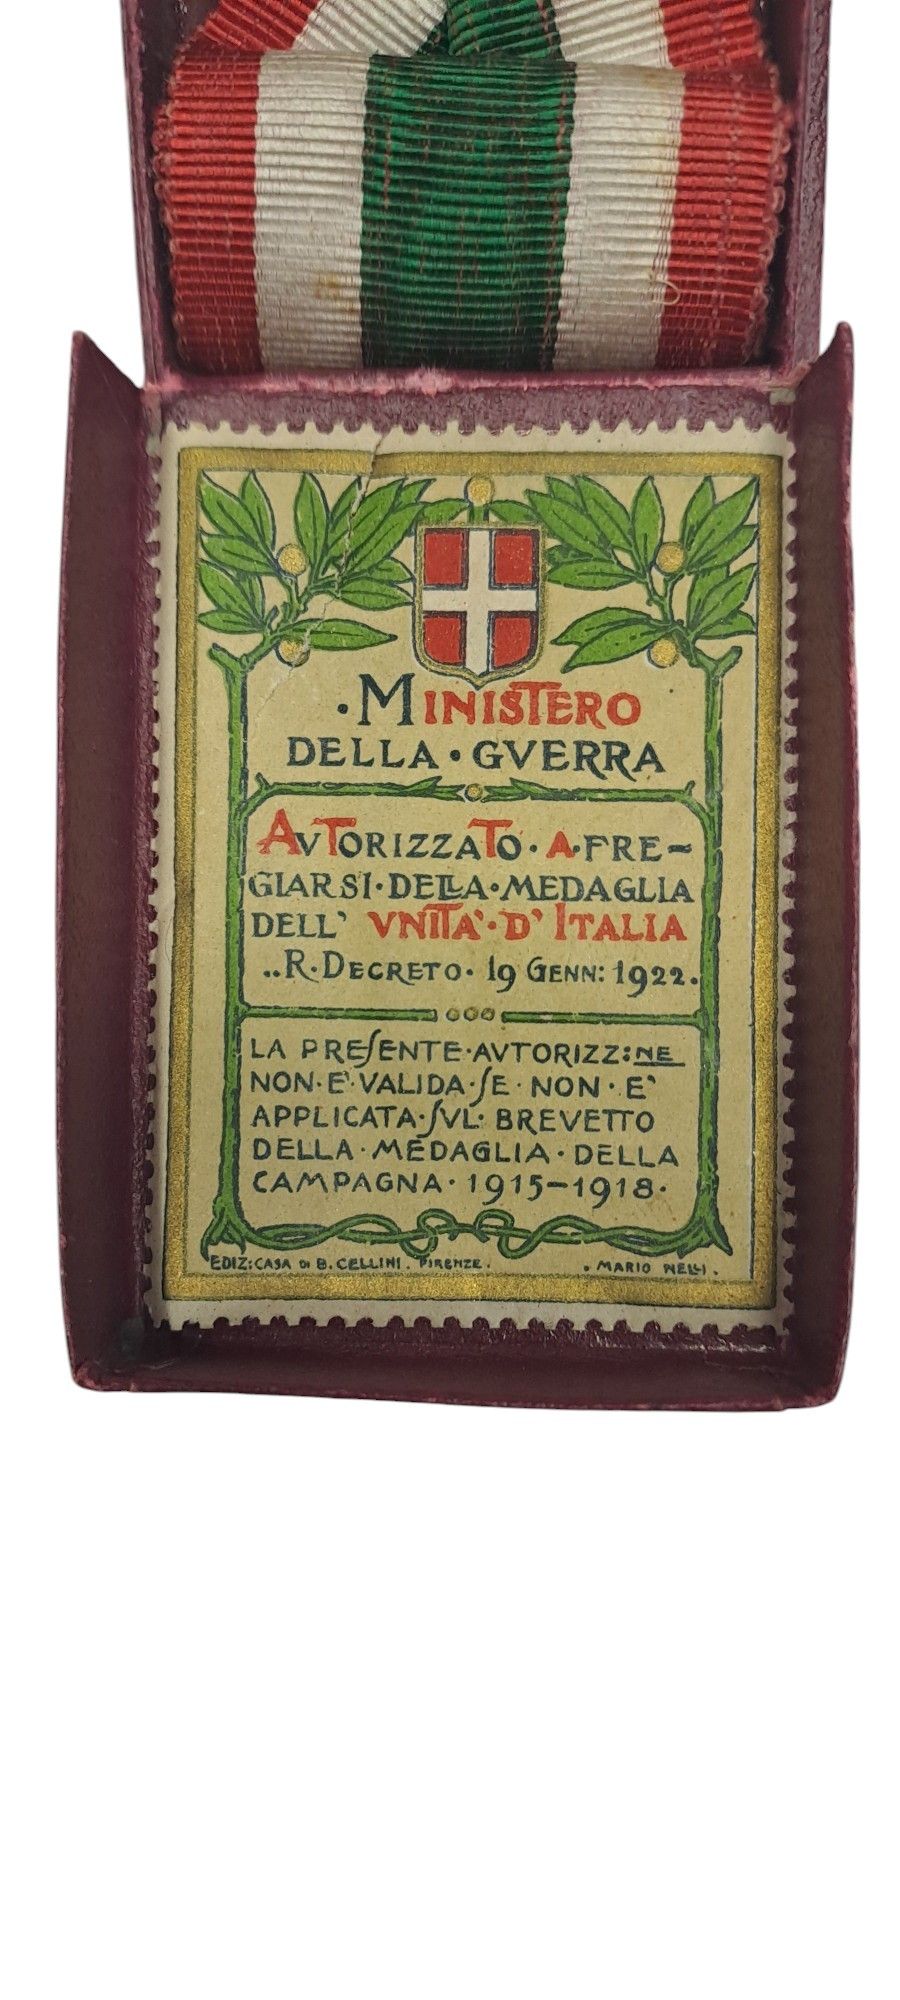 ·MINISTERO
DELLA·GVERRA
AVTORIZZATO·A·FRE-
GIARSI·DELLA·MEDAGLIA
DELL' VNITA'·D'ITALIA
..R·DECRETO·19 GENN: 1922.
LA PREſENTE·AVTORIZZ:NE
NON·E'·VALIDA·ſE·NON·E'
APPLICATA·ſVL·BREVETTO
DELLA·MEDAGLIA·DELLA
CAMPAGNA·1915-1918·
EDIZ:CASA DI B.CELLINI. FIRENZE. . MARIO NELLI.